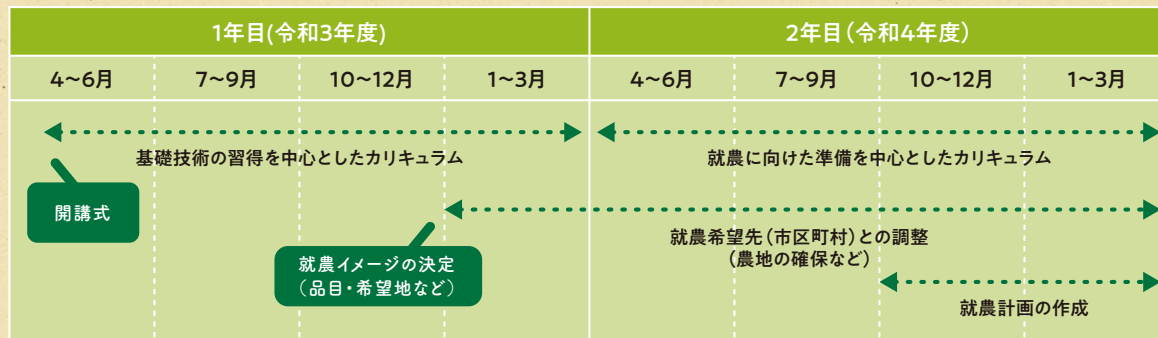 1年目(令和3年度)
2年目(令和4年度)
4〜6月
7〜9月
10〜12月
1〜3月
4〜6月
7〜9月
10〜12月
1〜3月
基礎技術の習得を中心としたカリキュラム
就農に向けた準備を中心としたカリキュラム
開講式
就農イメージの決定
(品目・希望地など)
就農希望先(市区町村)との調整
(農地の確保など)
就農計画の作成